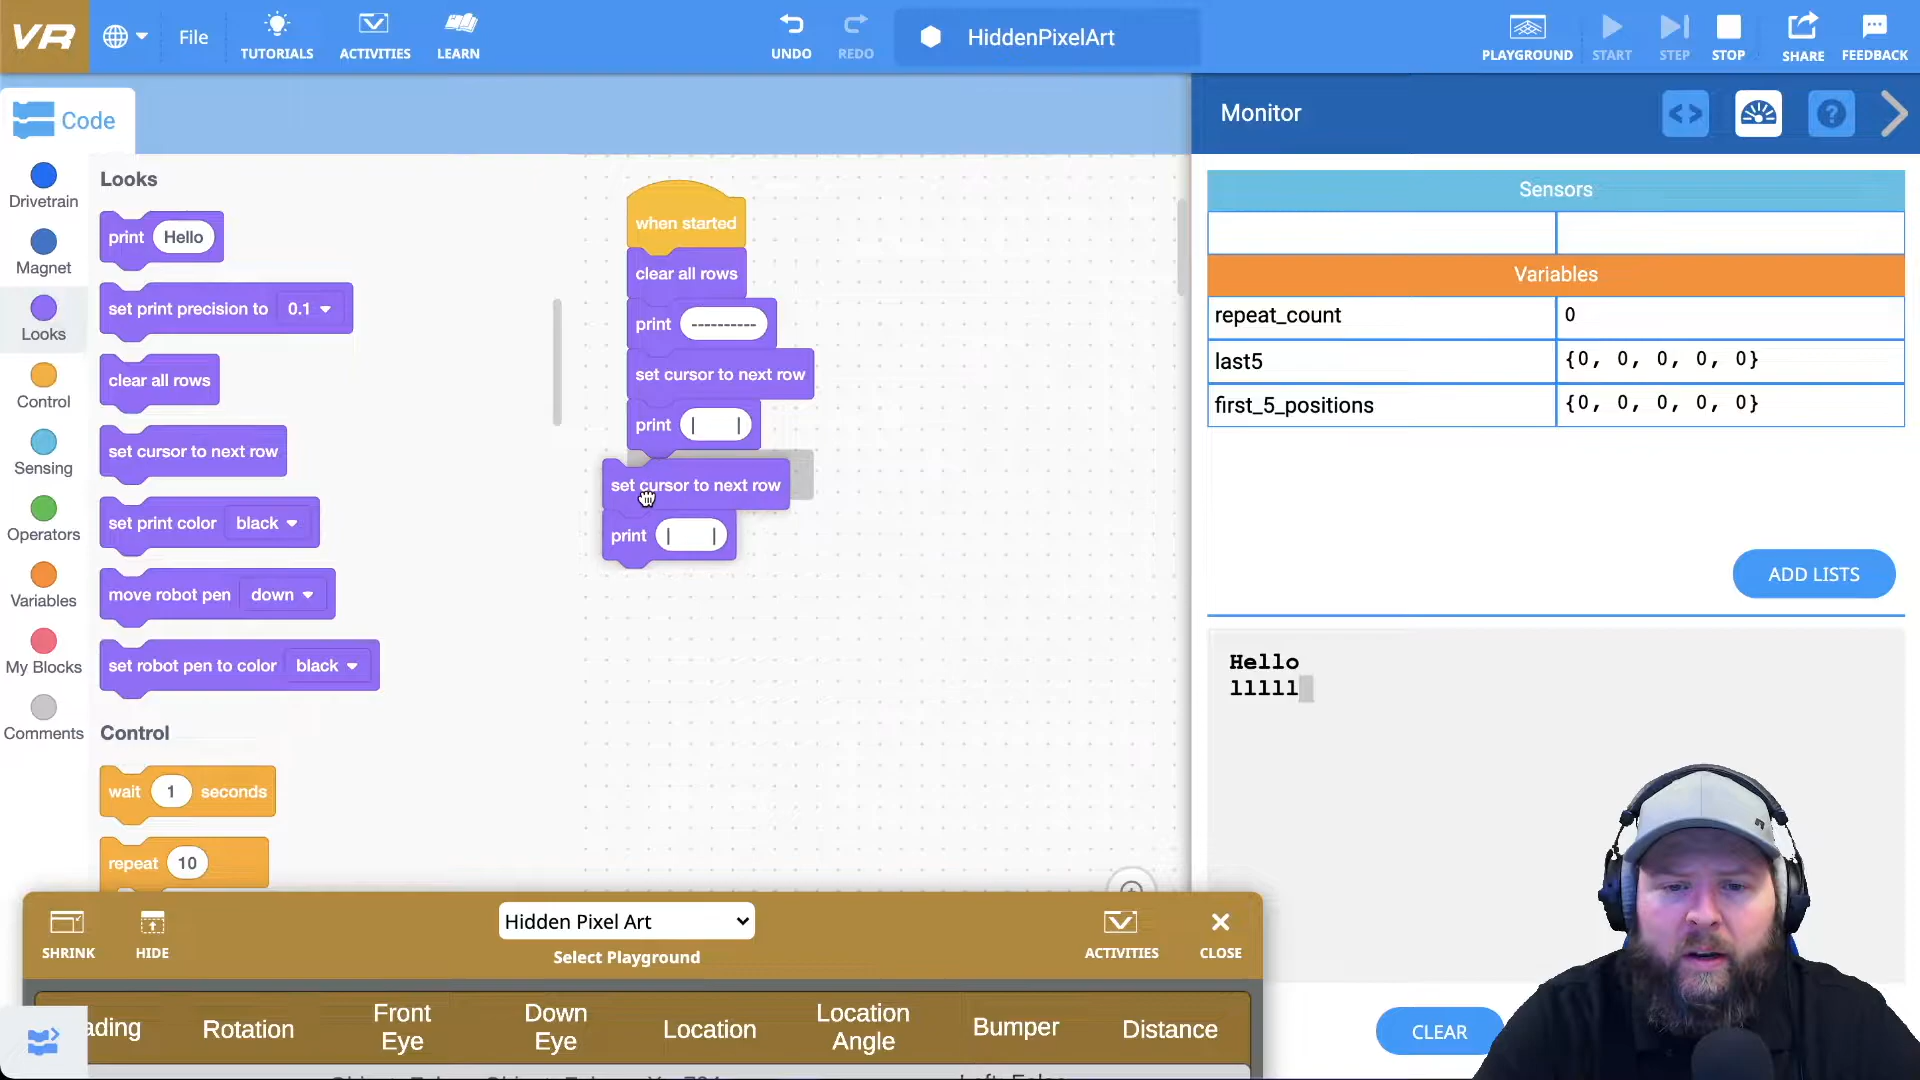 VR
File
TUTORIALS
ACTIVITIES
LEARN
UNDO
REDO
HiddenPixelArt
PLAYGROUND
START
STEP
STOP
SHARE
FEEDBACK
Code
Monitor
Drivetrain
Magnet
Looks
Control
Sensing
Operators
Variables
My Blocks
Comments
Looks
print Hello
set print precision to 0.1
clear all rows
set cursor to next row
set print color black
move robot pen down
set robot pen to color black
Control
wait 1 seconds
repeat 10
when started
clear all rows
print ----------
set cursor to next row
print | |
set cursor to next row
print | |
Sensors
Variables
repeat_count 0
last5 {0, 0, 0, 0, 0}
first_5_positions {0, 0, 0, 0, 0}
ADD LISTS
Hello
lllll
CLEAR
SHRINK
HIDE
Hidden Pixel Art
Select Playground
ACTIVITIES
CLOSE
ading
Rotation
Front
Eye
Down
Eye
Location
Location
Angle
Bumper
Distance